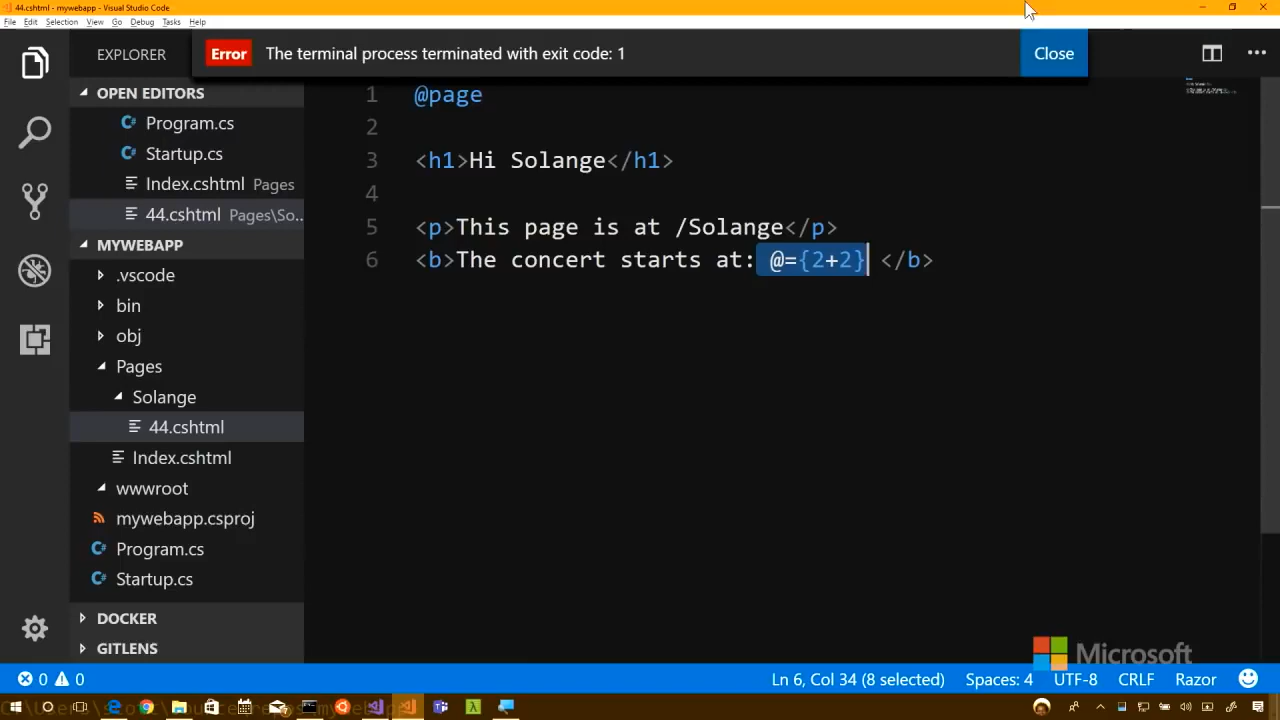 44.cshtml - mywebapp - Visual Studio Code
File Edit Selection View Go Debug Tasks Help
EXPLORER
Error The terminal process terminated with exit code: 1 Close
OPEN EDITORS
Program.cs
Startup.cs
Index.cshtml Pages
44.cshtml Pages\So...
MYWEBAPP
.vscode
bin
obj
Pages
Solange
44.cshtml
Index.cshtml
wwwroot
mywebapp.csproj
Program.cs
Startup.cs
DOCKER
GITLENS
1 @page
2
3 <h1>Hi Solange</h1>
4
5 <p>This page is at /Solange</p>
6 <b>The concert starts at: @={2+2} </b>
Microsoft
0 0 Ln 6, Col 34 (8 selected) Spaces: 4 UTF-8 CRLF Razor